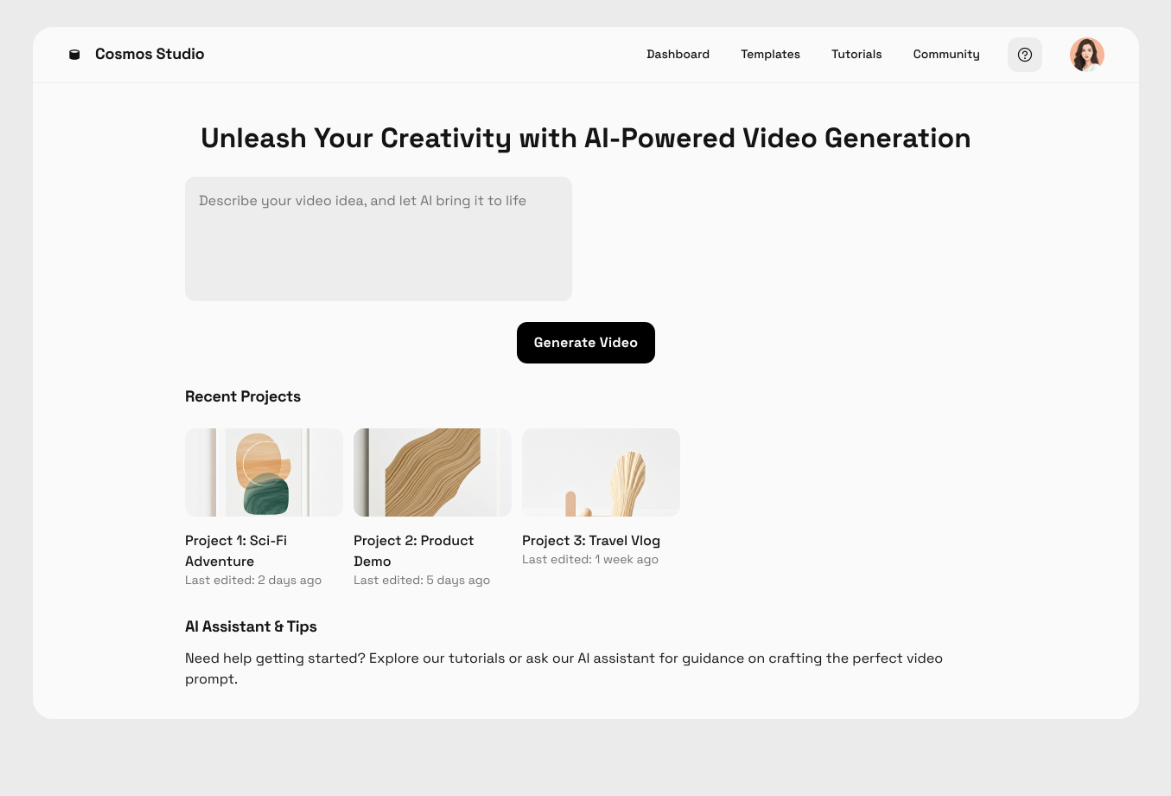 Cosmos Studio
Dashboard
Templates
Tutorials
Community
Unleash Your Creativity with AI-Powered Video Generation
Describe your video idea, and let AI bring it to life
Generate Video
Recent Projects
Project 1: Sci-Fi
Adventure
Last edited: 2 days ago
Project 2: Product
Demo
Last edited: 5 days ago
Project 3: Travel Vlog
Last edited: 1 week ago
AI Assistant & Tips
Need help getting started? Explore our tutorials or ask our AI assistant for guidance on crafting the perfect video
prompt.